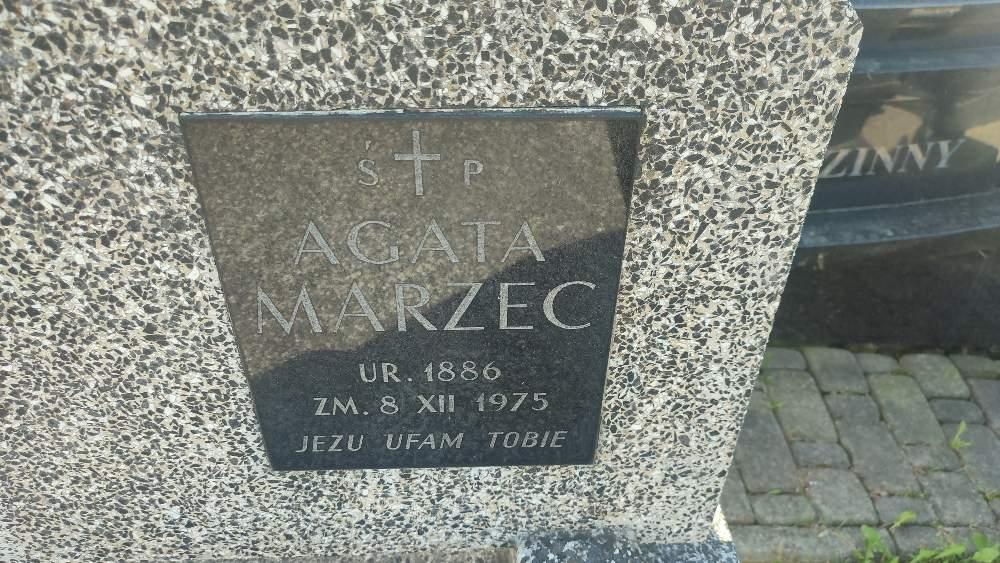 Ś P
AGATA
MARZEC
UR. 1886
ZM. 8 XII 1975
JEZU UFAM TOBIE
ZINNY